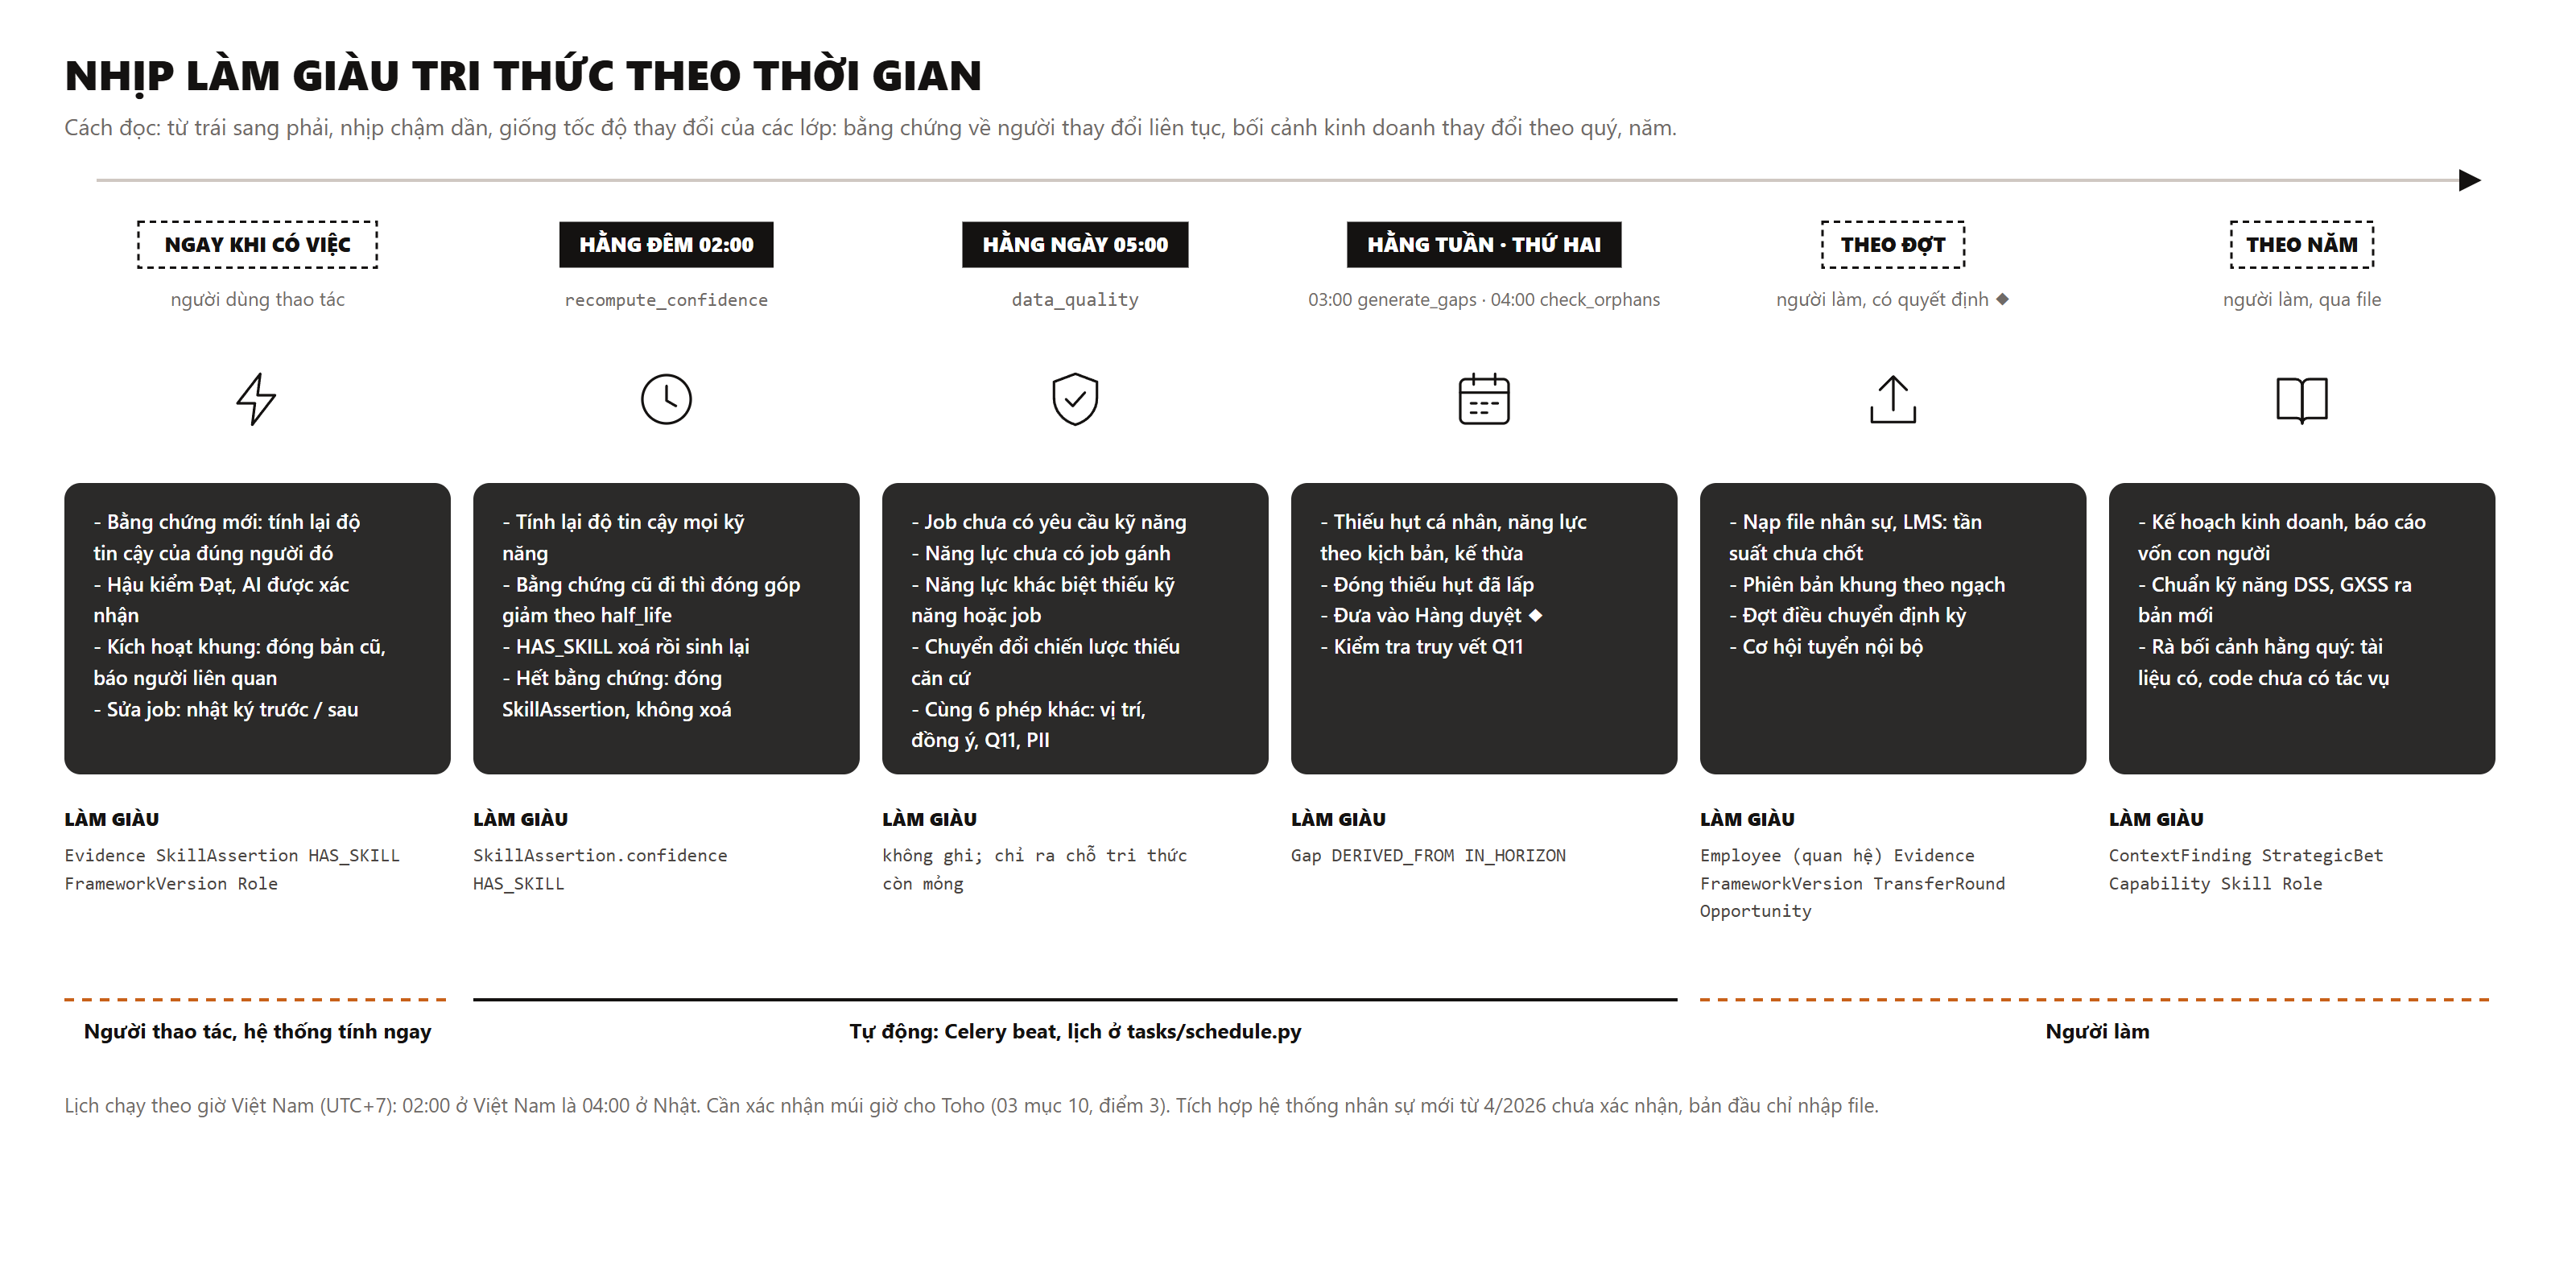 NHỊP LÀM GIÀU TRI THỨC THEO THỜI GIAN
Cách đọc: từ trái sang phải, nhịp chậm dần, giống tốc độ thay đổi của các lớp: bằng chứng về người thay đổi liên tục, bối cảnh kinh doanh thay đổi theo quý, năm.
NGAY KHI CÓ VIỆC
người dùng thao tác
HẰNG ĐÊM 02:00
recompute_confidence
HẰNG NGÀY 05:00
data_quality
HẰNG TUẦN · THỨ HAI
03:00 generate_gaps · 04:00 check_orphans
THEO ĐỢT
người làm, có quyết định ◆
THEO NĂM
người làm, qua file
- Bằng chứng mới: tính lại độ
tin cậy của đúng người đó
- Hậu kiểm Đạt, AI được xác
nhận
- Kích hoạt khung: đóng bản cũ,
báo người liên quan
- Sửa job: nhật ký trước / sau
- Tính lại độ tin cậy mọi kỹ
năng
- Bằng chứng cũ đi thì đóng góp
giảm theo half_life
- HAS_SKILL xoá rồi sinh lại
- Hết bằng chứng: đóng
SkillAssertion, không xoá
- Job chưa có yêu cầu kỹ năng
- Năng lực chưa có job gánh
- Năng lực khác biệt thiếu kỹ
năng hoặc job
- Chuyển đổi chiến lược thiếu
căn cứ
- Cùng 6 phép khác: vị trí,
đồng ý, Q11, PII
- Thiếu hụt cá nhân, năng lực
theo kịch bản, kế thừa
- Đóng thiếu hụt đã lấp
- Đưa vào Hàng duyệt ◆
- Kiểm tra truy vết Q11
- Nạp file nhân sự, LMS: tần
suất chưa chốt
- Phiên bản khung theo ngạch
- Đợt điều chuyển định kỳ
- Cơ hội tuyển nội bộ
- Kế hoạch kinh doanh, báo cáo
vốn con người
- Chuẩn kỹ năng DSS, GXSS ra
bản mới
- Rà bối cảnh hằng quý: tài
liệu có, code chưa có tác vụ
LÀM GIÀU
Evidence SkillAssertion HAS_SKILL
FrameworkVersion Role
LÀM GIÀU
SkillAssertion.confidence
HAS_SKILL
LÀM GIÀU
không ghi; chỉ ra chỗ tri thức
còn mỏng
LÀM GIÀU
Gap DERIVED_FROM IN_HORIZON
LÀM GIÀU
Employee (quan hệ) Evidence
FrameworkVersion TransferRound
Opportunity
LÀM GIÀU
ContextFinding StrategicBet
Capability Skill Role
Người thao tác, hệ thống tính ngay
Tự động: Celery beat, lịch ở tasks/schedule.py
Người làm
Lịch chạy theo giờ Việt Nam (UTC+7): 02:00 ở Việt Nam là 04:00 ở Nhật. Cần xác nhận múi giờ cho Toho (03 mục 10, điểm 3). Tích hợp hệ thống nhân sự mới từ 4/2026 chưa xác nhận, bản đầu chỉ nhập file.